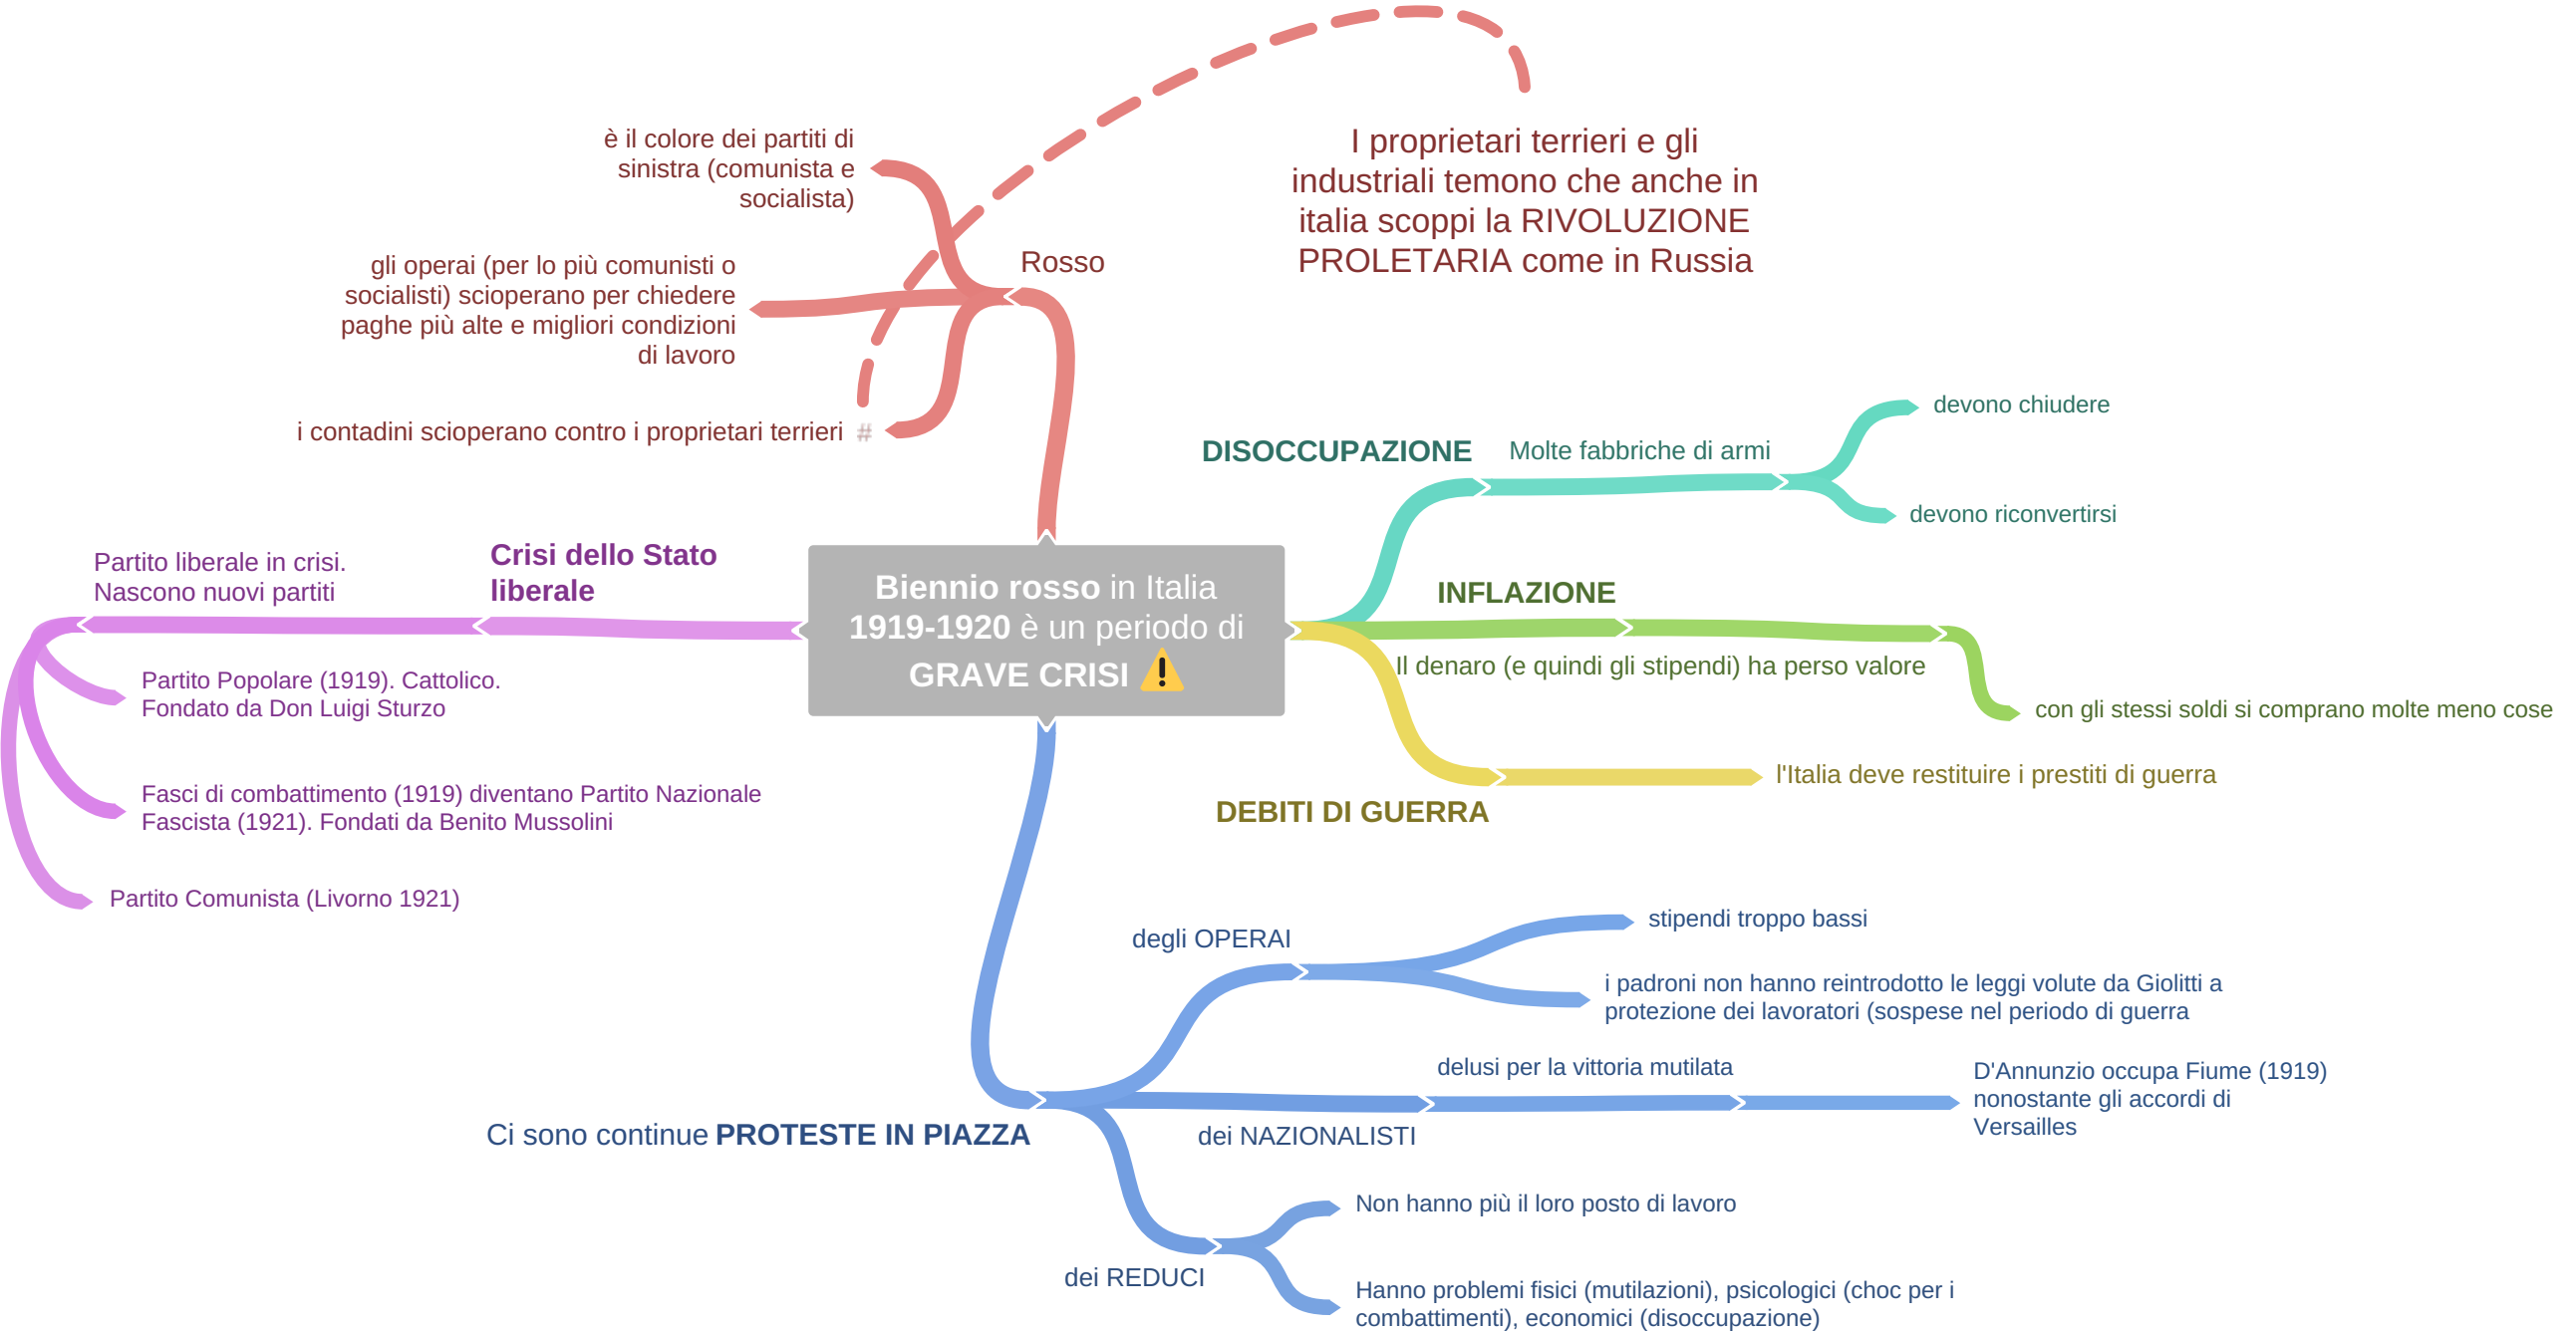 è il colore dei partiti di
sinistra (comunista e
socialista)
gli operai (per lo più comunisti o
socialisti) scioperano per chiedere
paghe più alte e migliori condizioni
di lavoro
i contadini scioperano contro i proprietari terrieri #
Rosso
I proprietari terrieri e gli
industriali temono che anche in
italia scoppi la RIVOLUZIONE
PROLETARIA come in Russia
Biennio rosso in Italia
1919-1920 è un periodo di
GRAVE CRISI ⚠️
DISOCCUPAZIONE
Molte fabbriche di armi
devono chiudere
devono riconvertirsi
INFLAZIONE
Il denaro (e quindi gli stipendi) ha perso valore
con gli stessi soldi si comprano molte meno cose
DEBITI DI GUERRA
l'Italia deve restituire i prestiti di guerra
Crisi dello Stato
liberale
Partito liberale in crisi.
Nascono nuovi partiti
Partito Popolare (1919). Cattolico.
Fondato da Don Luigi Sturzo
Fasci di combattimento (1919) diventano Partito Nazionale
Fascista (1921). Fondati da Benito Mussolini
Partito Comunista (Livorno 1921)
Ci sono continue PROTESTE IN PIAZZA
degli OPERAI
stipendi troppo bassi
i padroni non hanno reintrodotto le leggi volute da Giolitti a
protezione dei lavoratori (sospese nel periodo di guerra
dei NAZIONALISTI
delusi per la vittoria mutilata
D'Annunzio occupa Fiume (1919)
nonostante gli accordi di
Versailles
dei REDUCI
Non hanno più il loro posto di lavoro
Hanno problemi fisici (mutilazioni), psicologici (choc per i
combattimenti), economici (disoccupazione)